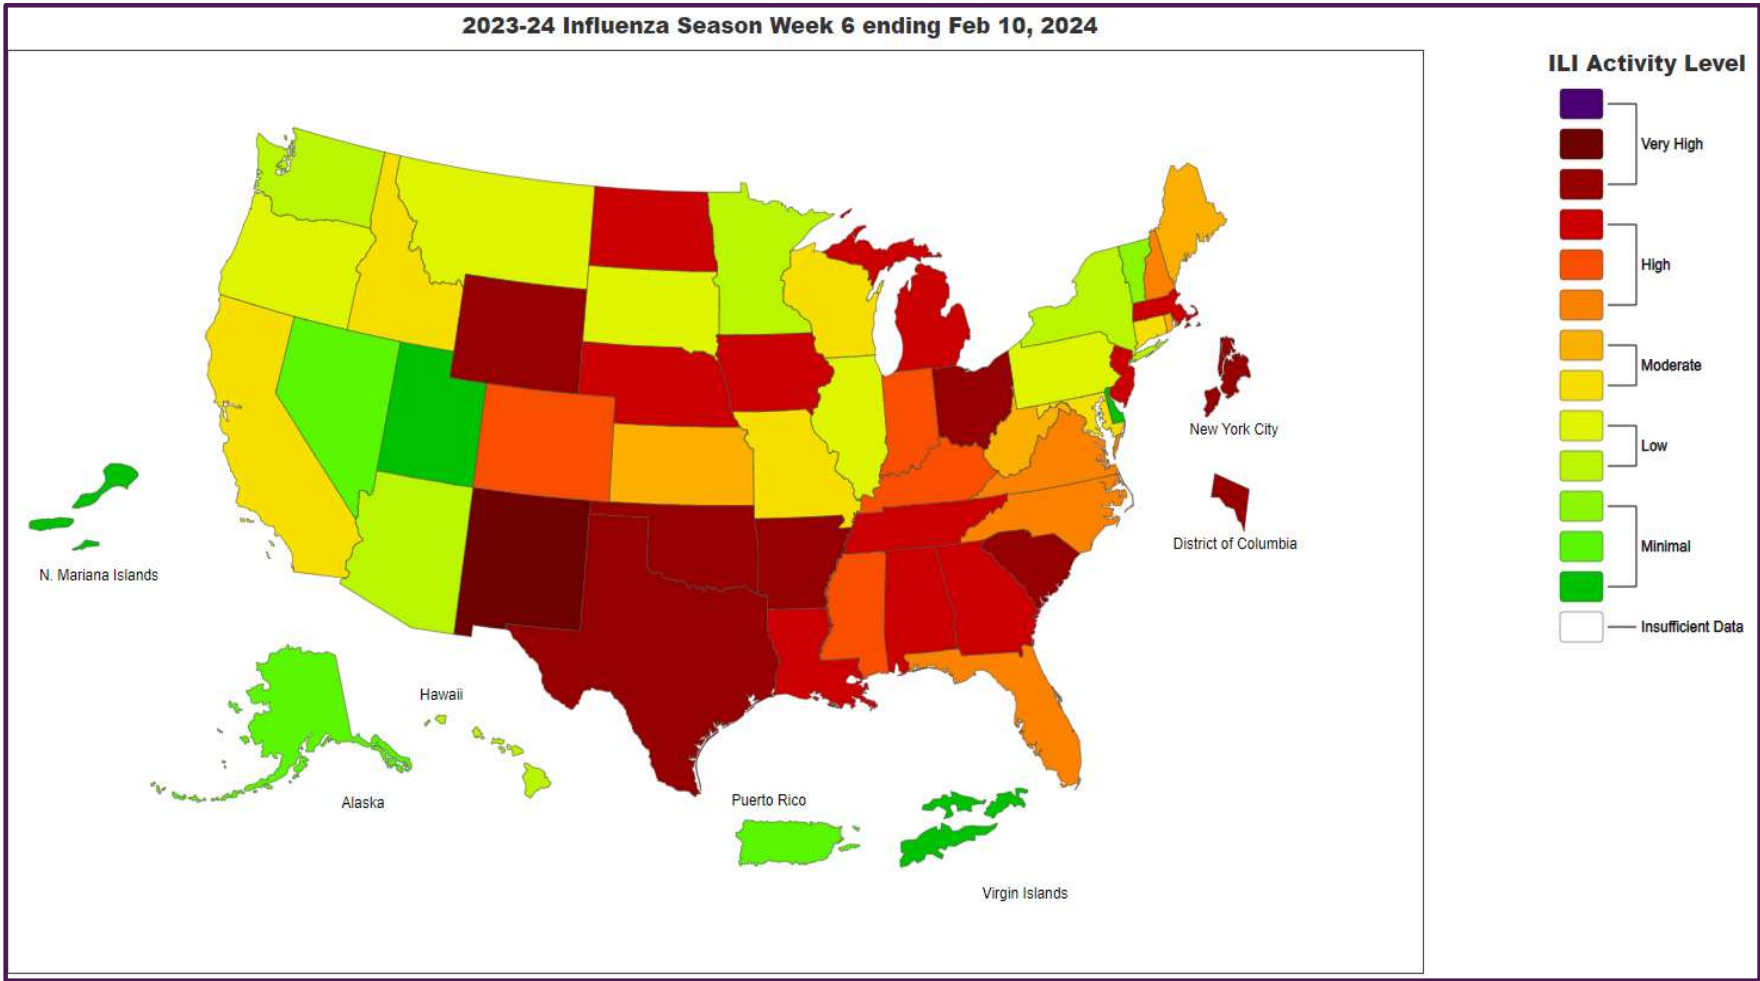 2023-24 Influenza Season Week 6 ending Feb 10, 2024
ILI Activity Level
Very High
High
Moderate
Low
Minimal
Insufficient Data
New York City
District of Columbia
N. Mariana Islands
Hawaii
Alaska
Puerto Rico
Virgin Islands